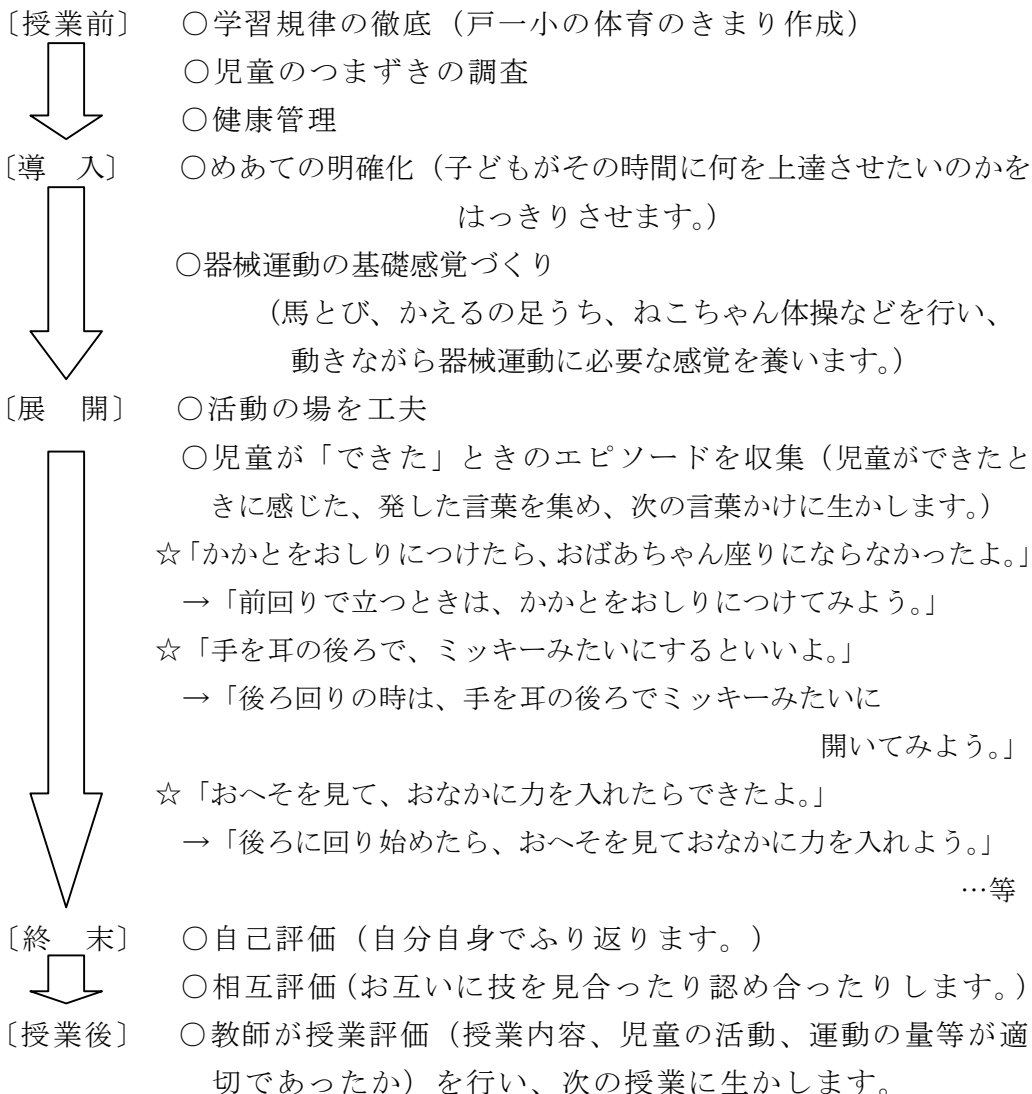 〔授業前〕 ○学習規律の徹底（戸一小の体育のきまり作成）
○児童のつまずきの調査
○健康管理
〔導　入〕 ○めあての明確化（子どもがその時間に何を上達させたいのかを
はっきりさせます。）
○器械運動の基礎感覚づくり
（馬とび、かえるの足うち、ねこちゃん体操などを行い、
動きながら器械運動に必要な感覚を養います。）
〔展　開〕 ○活動の場を工夫
○児童が「できた」ときのエピソードを収集（児童ができたと
きに感じた、発した言葉を集め、次の言葉かけに生かします。）
☆「かかとをおしりにつけたら、おばあちゃん座りにならなかったよ。」
→「前回りで立つときは、かかとをおしりにつけてみよう。」
☆「手を耳の後ろで、ミッキーみたいにするといいよ。」
→「後ろ回りの時は、手を耳の後ろでミッキーみたいに
開いてみよう。」
☆「おへそを見て、おなかに力を入れたらできたよ。」
→「後ろに回り始めたら、おへそを見ておなかに力を入れよう。」
…等
〔終　末〕 ○自己評価（自分自身でふり返ります。）
○相互評価（お互いに技を見合ったり認め合ったりします。）
〔授業後〕 ○教師が授業評価（授業内容、児童の活動、運動の量等が適
切であったか）を行い、次の授業に生かします。